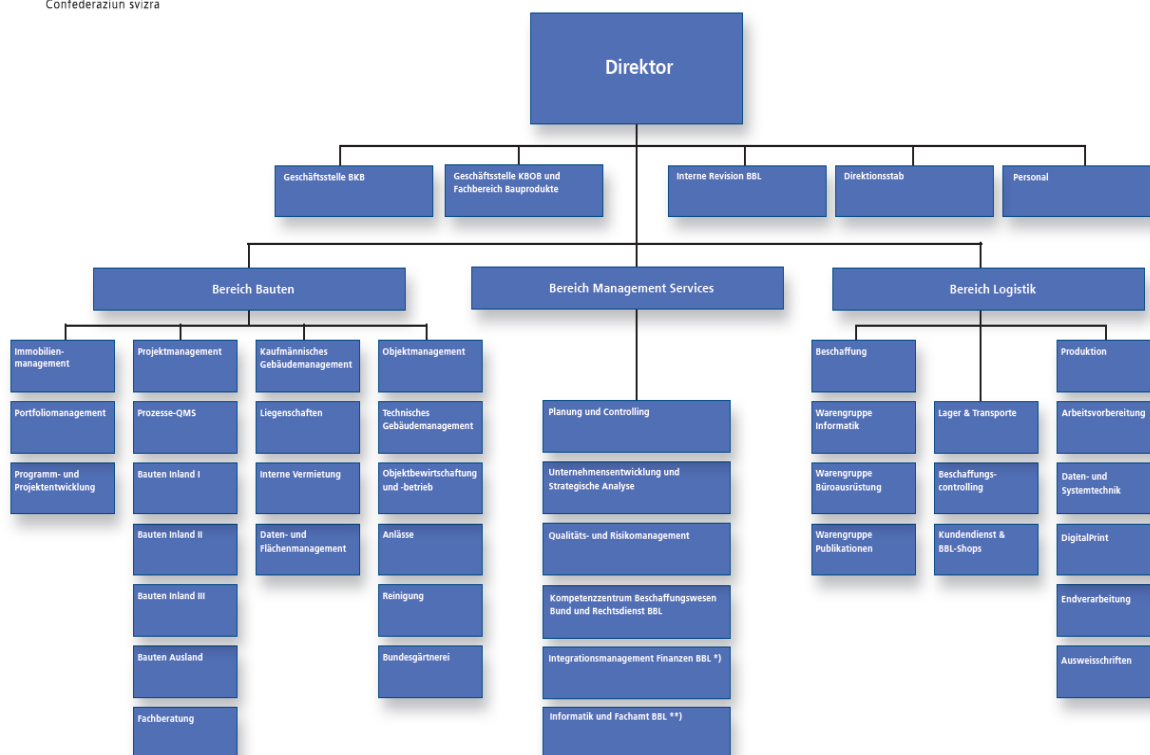 Confederaziun svizra
Direktor
Geschäftsstelle BKB
Geschäftsstelle KBOB und
Fachbereich Bauprodukte
Interne Revision BBL
Direktionsstab
Personal
Bereich Bauten
Bereich Management Services
Bereich Logistik
Immobilien-
management
Portfoliomanagement
Programm- und
Projektentwicklung
Projektmanagement
Prozesse-QMS
Bauten Inland I
Bauten Inland II
Bauten Inland III
Bauten Ausland
Fachberatung
Kaufmännisches
Gebäudemanagement
Liegenschaften
Interne Vermietung
Daten- und
Flächenmanagement
Objektmanagement
Technisches
Gebäudemanagement
Objektbewirtschaftung
und -betrieb
Anlässe
Reinigung
Bundesgärtnerei
Planung und Controlling
Unternehmensentwicklung und
Strategische Analyse
Qualitäts- und Risikomanagement
Kompetenzzentrum Beschaffungswesen
Bund und Rechtsdienst BBL
Integrationsmanagement Finanzen BBL *)
Informatik und Fachamt BBL **)
Beschaffung
Warengruppe
Informatik
Warengruppe
Büroausrüstung
Warengruppe
Publikationen
Lager & Transporte
Beschaffungs-
controlling
Kundendienst &
BBL-Shops
Produktion
Arbeitsvorbereitung
Daten- und
Systemtechnik
DigitalPrint
Endverarbeitung
Ausweisschriften